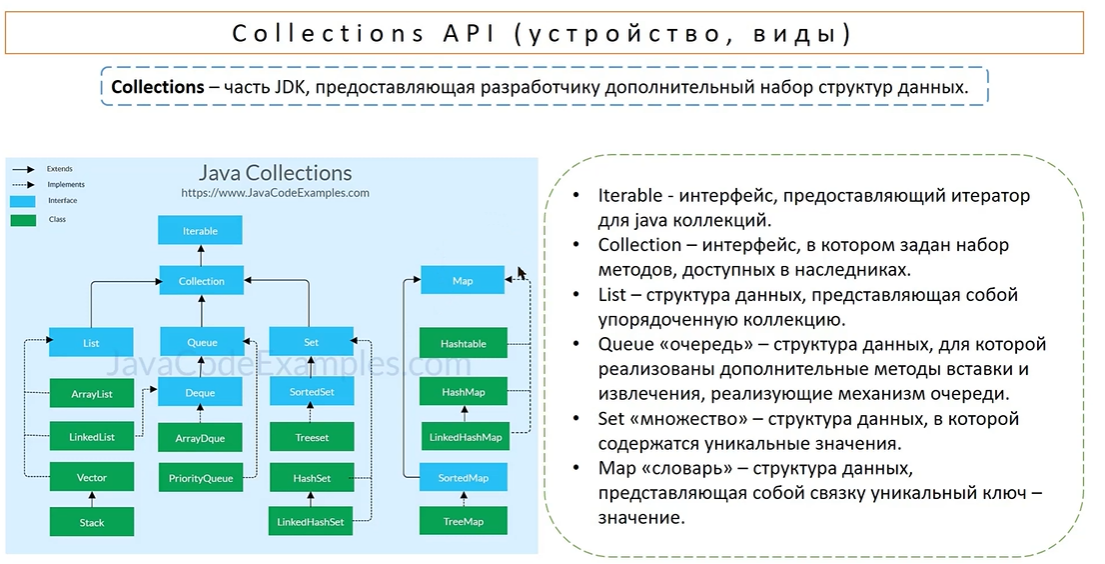 Collections API (устройство, виды)
Collections – часть JDK, предоставляющая разработчику дополнительный набор структур данных.
Java Collections
https://www.JavaCodeExamples.com
Extends
Implements
Interface
Class
Iterable
Collection
Map
List
Queue
Set
Hashtable
JavaCodeExamples.com
ArrayList
Deque
SortedSet
HashMap
LinkedList
ArrayDque
Treeset
LinkedHashMap
Vector
PriorityQueue
HashSet
SortedMap
Stack
LinkedHashSet
TreeMap
• Iterable - интерфейс, предоставляющий итератор
для java коллекций.
• Collection – интерфейс, в котором задан набор
методов, доступных в наследниках.
• List – структура данных, представляющая собой
упорядоченную коллекцию.
• Queue «очередь» – структура данных, для которой
реализованы дополнительные методы вставки и
извлечения, реализующие механизм очереди.
• Set «множество» – структура данных, в которой
содержатся уникальные значения.
• Map «словарь» – структура данных,
представляющая собой связку уникальный ключ –
значение.